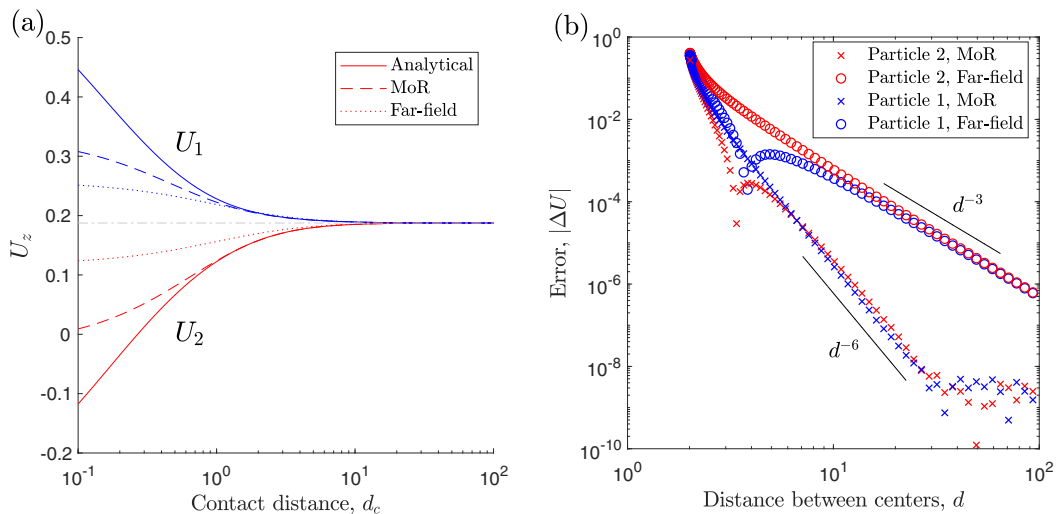 (a)
0.5
0.4
0.3
0.2
0.1
0
-0.1
-0.2
U_z
Analytical
MoR
Far-field
U_1
U_2
10^-1
10^0
10^1
10^2
Contact distance, d_c
(b)
10^0
10^-2
10^-4
10^-6
10^-8
10^-10
Error, |ΔU|
Particle 2, MoR
Particle 2, Far-field
Particle 1, MoR
Particle 1, Far-field
d^-3
d^-6
10^0
10^1
10^2
Distance between centers, d